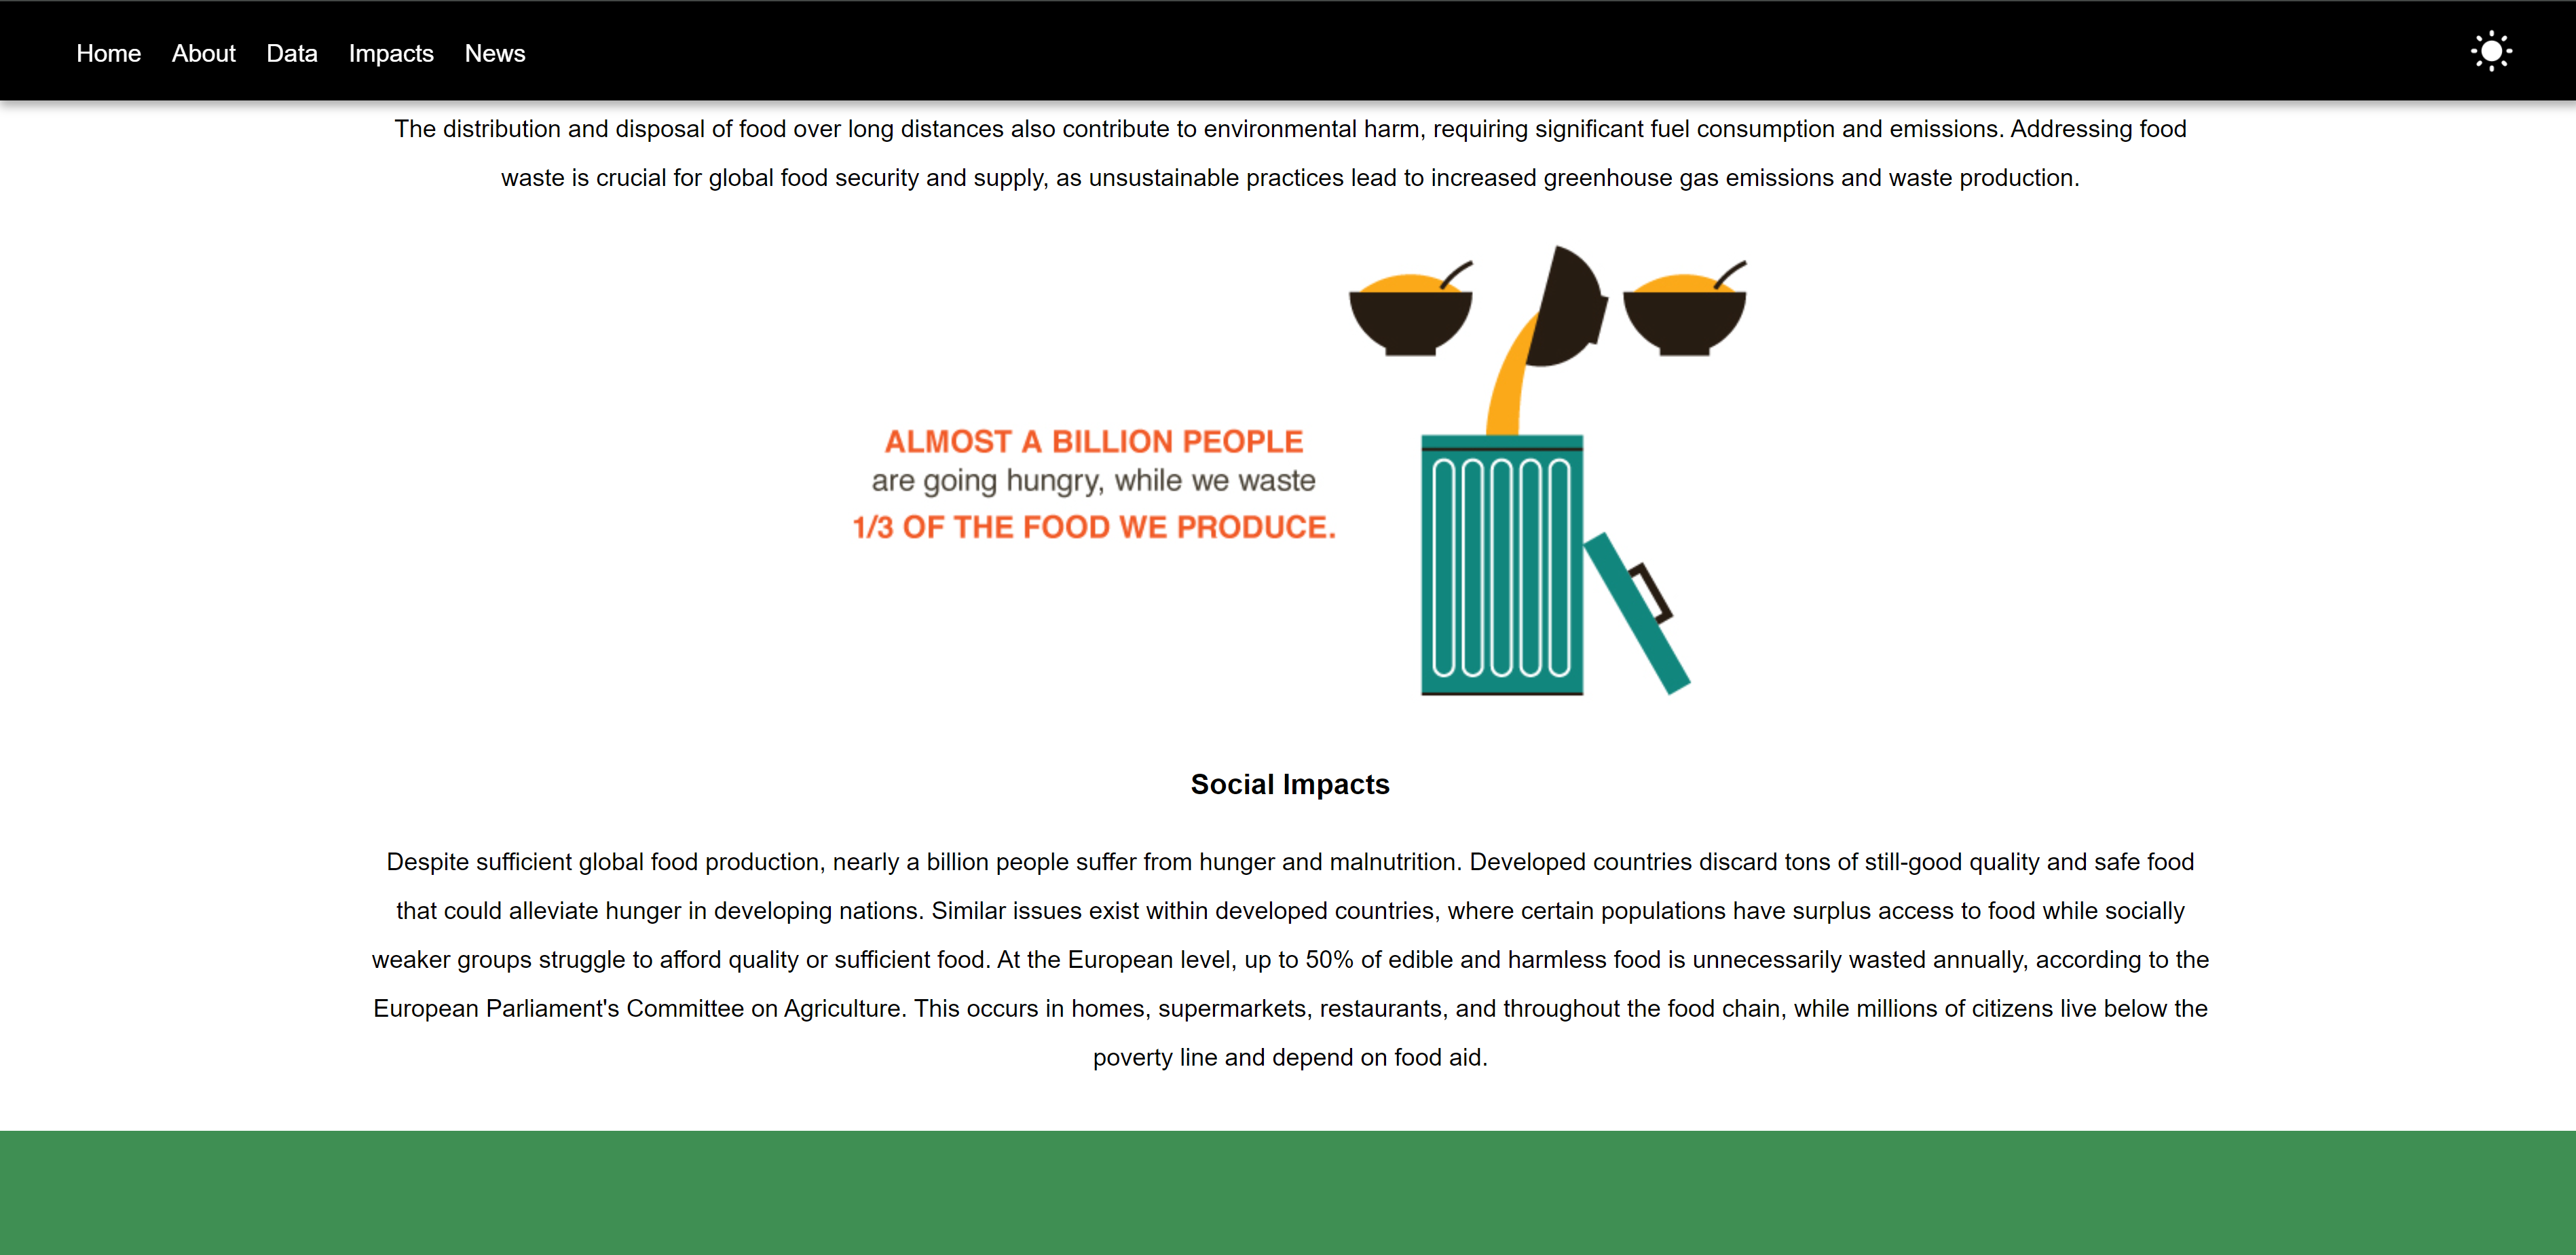 Home About Data Impacts News
The distribution and disposal of food over long distances also contribute to environmental harm, requiring significant fuel consumption and emissions. Addressing food
waste is crucial for global food security and supply, as unsustainable practices lead to increased greenhouse gas emissions and waste production.
ALMOST A BILLION PEOPLE
are going hungry, while we waste
1/3 OF THE FOOD WE PRODUCE.
Social Impacts
Despite sufficient global food production, nearly a billion people suffer from hunger and malnutrition. Developed countries discard tons of still-good quality and safe food
that could alleviate hunger in developing nations. Similar issues exist within developed countries, where certain populations have surplus access to food while socially
weaker groups struggle to afford quality or sufficient food. At the European level, up to 50% of edible and harmless food is unnecessarily wasted annually, according to the
European Parliament's Committee on Agriculture. This occurs in homes, supermarkets, restaurants, and throughout the food chain, while millions of citizens live below the
poverty line and depend on food aid.